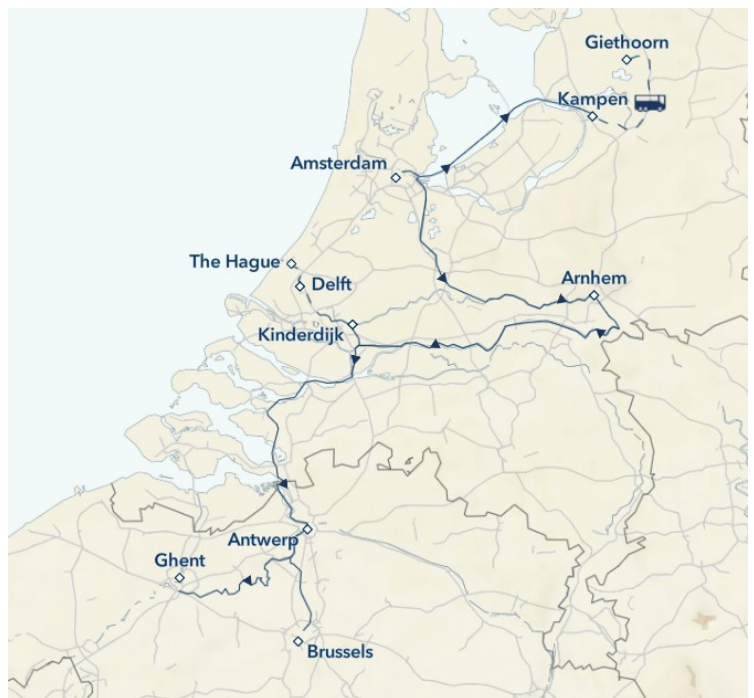 Giethoorn
Kampen
Amsterdam
The Hague
Delft
Arnhem
Kinderdijk
Antwerp
Ghent
Brussels